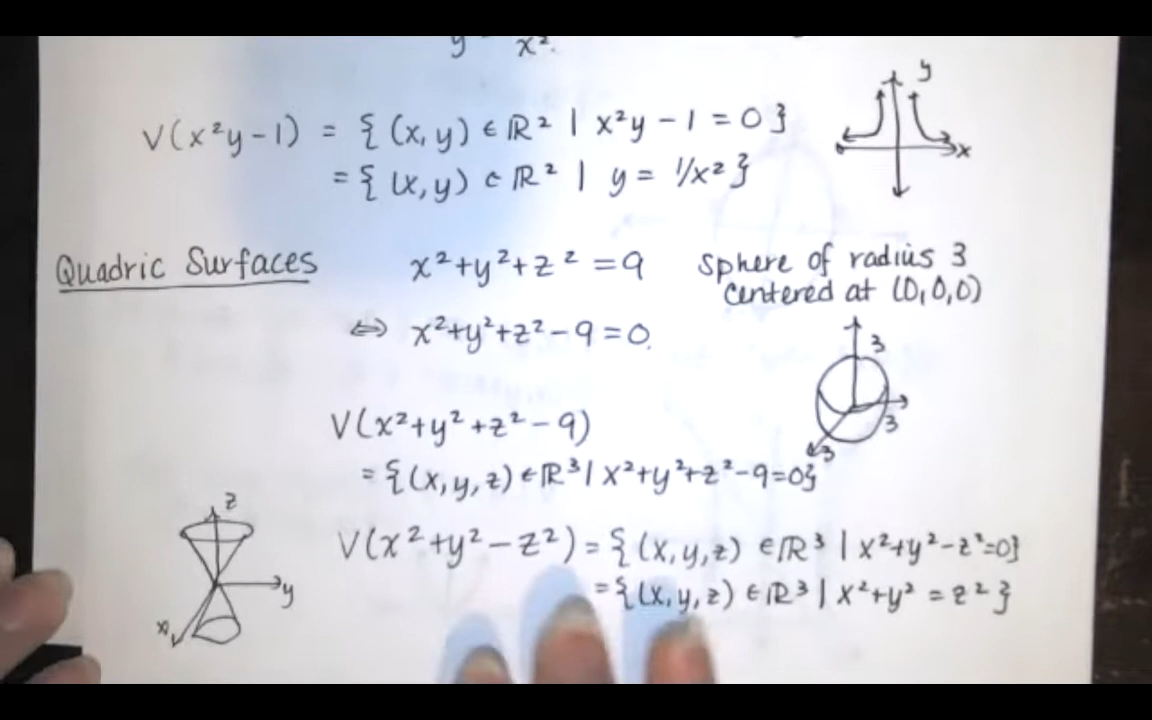 y = x².
V(x²y-1) = { (x,y) ∈ ℝ² | x²y - 1 = 0 }
= { (x,y) ∈ ℝ² | y = 1/x² }
y
x
Quadric Surfaces
x²+y²+z² = 9
Sphere of radius 3
centered at (0,0,0)
⇔ x²+y²+z²-9=0.
3
3
3
V(x²+y²+z²-9)
= {(x,y,z) ∈ ℝ³ | x²+y²+z²-9=0}
z
y
x
V(x²+y²-z²) = { (x,y,z) ∈ ℝ³ | x²+y²-z²=0}
= {(x,y,z) ∈ ℝ³ | x²+y² = z² }